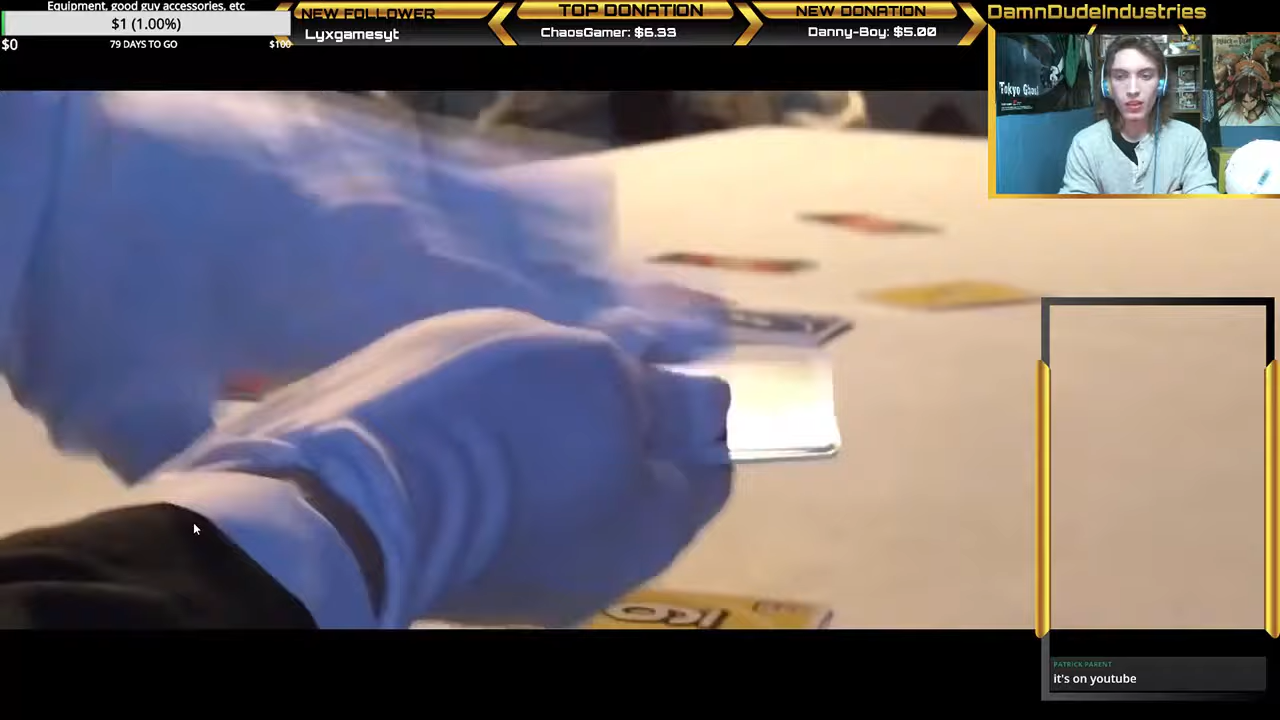 Equipment, good guy accessories, etc
$1 (1.00%)
$0
79 DAYS TO GO
$100
NEW FOLLOWER
Lyxgamesyt
TOP DONATION
ChaosGamer: $6.33
NEW DONATION
Danny-Boy: $5.00
DamnDudeIndustries
Tokyo Ghoul
PATRICK PARENT
it's on youtube